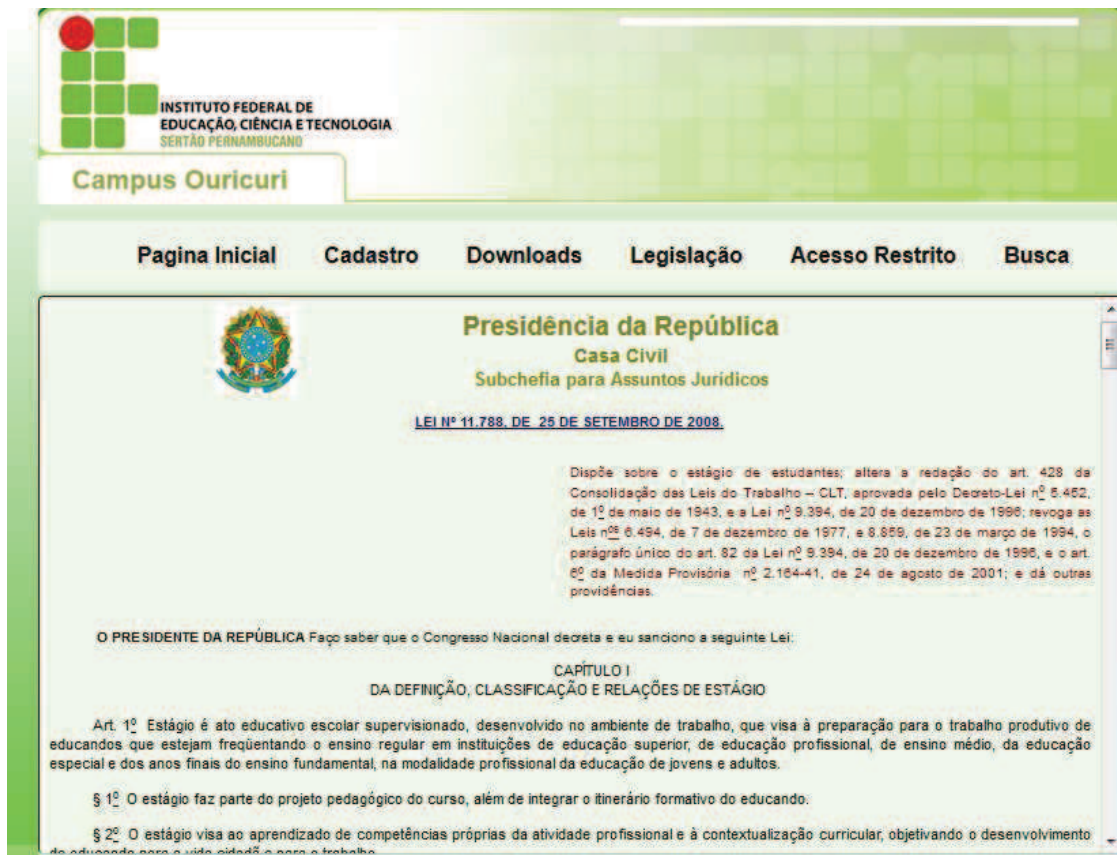 INSTITUTO FEDERAL DE
EDUCAÇÃO, CIÊNCIA E TECNOLOGIA
SERTÃO PERNAMBUCANO
Campus Ouricuri
Pagina Inicial Cadastro Downloads Legislação Acesso Restrito Busca
Presidência da República
Casa Civil
Subchefia para Assuntos Jurídicos
LEI Nº 11.788, DE 25 DE SETEMBRO DE 2008.
Dispõe sobre o estágio de estudantes; altera a redação do art. 428 da
Consolidação das Leis do Trabalho – CLT, aprovada pelo Decreto-Lei nº 5.452,
de 1º de maio de 1943, e a Lei nº 9.394, de 20 de dezembro de 1996; revoga as
Leis nºs 6.494, de 7 de dezembro de 1977, e 8.859, de 23 de março de 1994, o
parágrafo único do art. 82 da Lei nº 9.394, de 20 de dezembro de 1996, e o art.
6º da Medida Provisória nº 2.164-41, de 24 de agosto de 2001; e dá outras
providências.
O PRESIDENTE DA REPÚBLICA Faço saber que o Congresso Nacional decreta e eu sanciono a seguinte Lei:
CAPÍTULO I
DA DEFINIÇÃO, CLASSIFICAÇÃO E RELAÇÕES DE ESTÁGIO
Art. 1º Estágio é ato educativo escolar supervisionado, desenvolvido no ambiente de trabalho, que visa à preparação para o trabalho produtivo de
educandos que estejam freqüentando o ensino regular em instituições de educação superior, de educação profissional, de ensino médio, da educação
especial e dos anos finais do ensino fundamental, na modalidade profissional da educação de jovens e adultos.
§ 1º O estágio faz parte do projeto pedagógico do curso, além de integrar o itinerário formativo do educando.
§ 2º O estágio visa ao aprendizado de competências próprias da atividade profissional e à contextualização curricular, objetivando o desenvolvimento
do educando para a vida cidadã e para o trabalho.